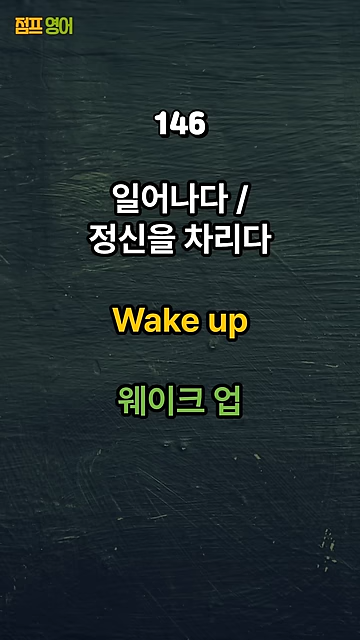 점프 영어
146
일어나다 /
정신을 차리다
Wake up
웨이크 업